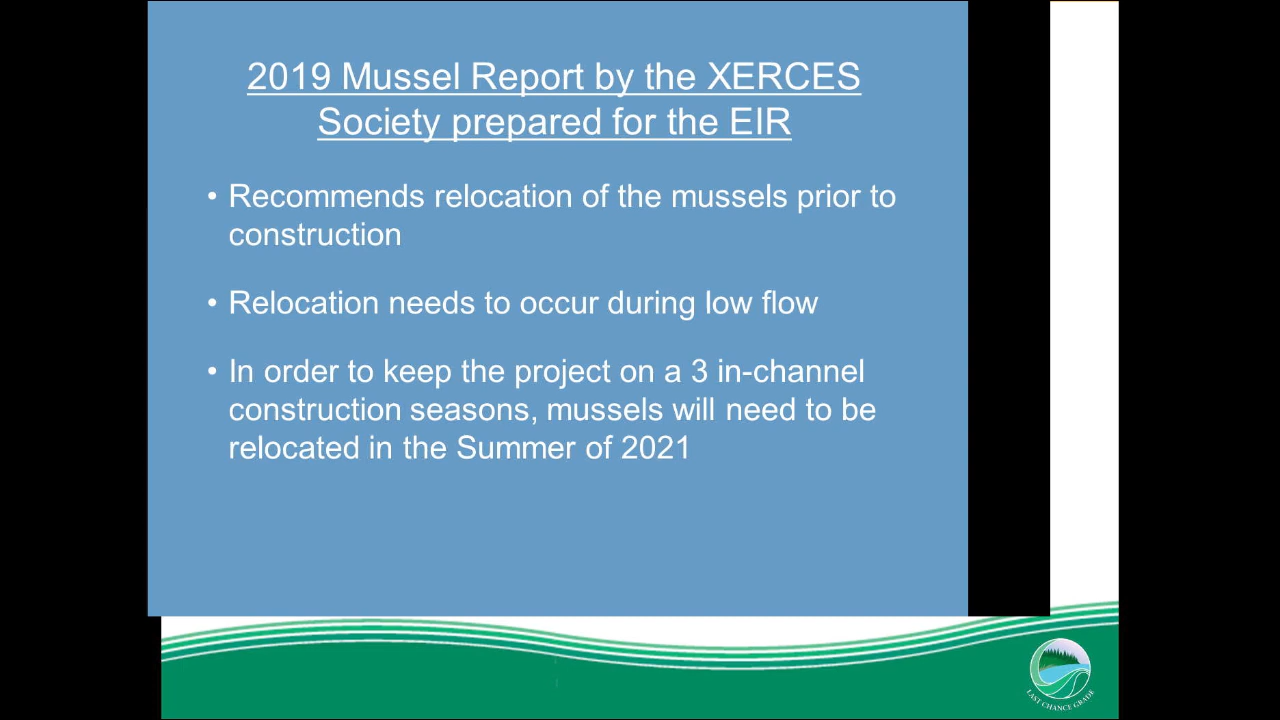 2019 Mussel Report by the XERCES
Society prepared for the EIR
• Recommends relocation of the mussels prior to
construction
• Relocation needs to occur during low flow
• In order to keep the project on a 3 in-channel
construction seasons, mussels will need to be
relocated in the Summer of 2021
LAST CHANCE GRADE